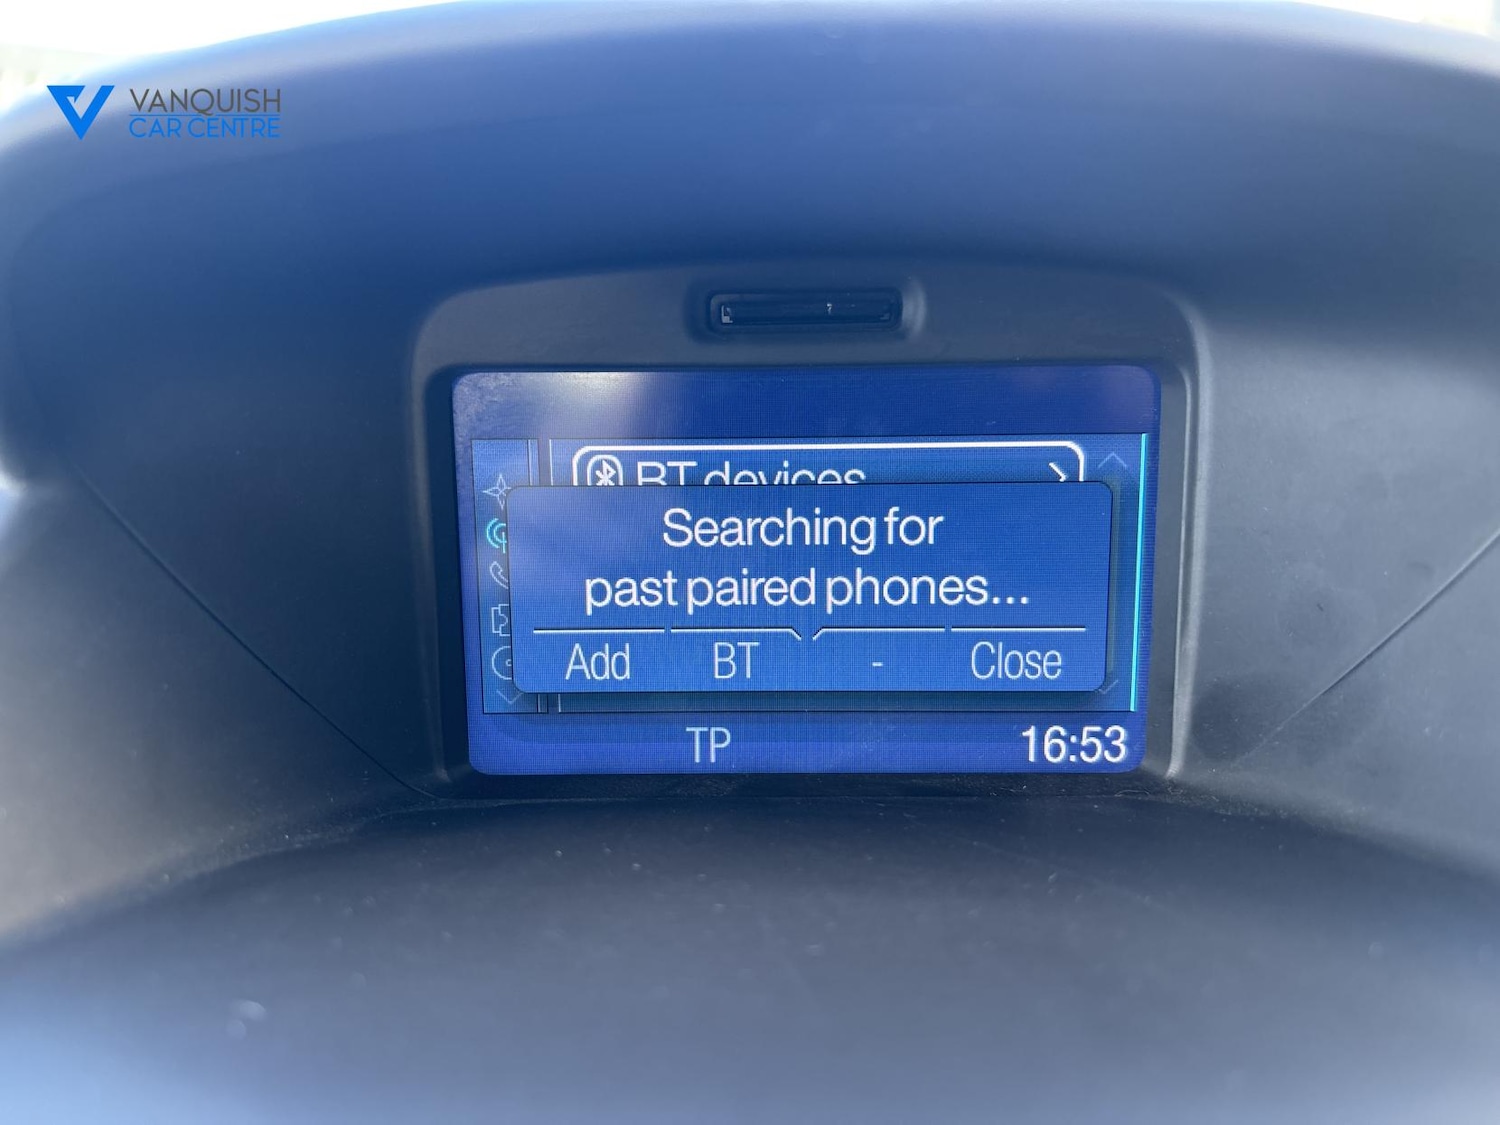 VANQUISH
CAR CENTRE
BT devices
Searching for
past paired phones...
Add BT - Close
TP 16:53